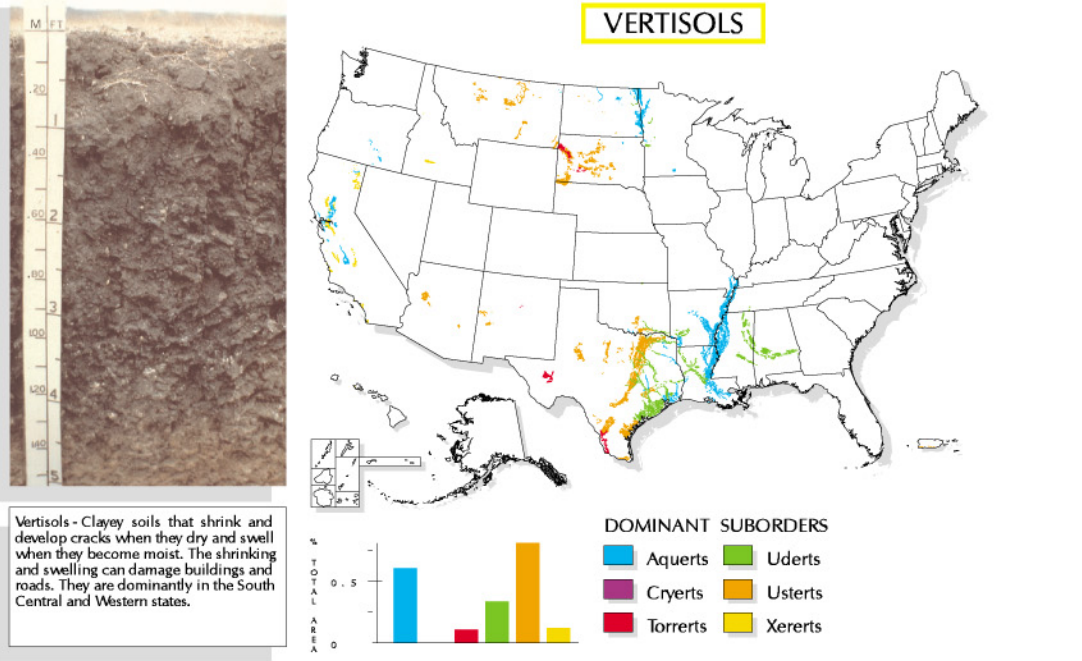 VERTISOLS
M FT
.20
1
.40
2
.60
.80
3
100
4
120
140
5
Vertisols - Clayey soils that shrink and
develop cracks when they dry and swell
when they become moist. The shrinking
and swelling can damage buildings and
roads. They are dominantly in the South
Central and Western states.
% TOTAL AREA
0.5
0
DOMINANT SUBORDERS
Aquerts Uderts
Cryerts Usterts
Torrerts Xererts